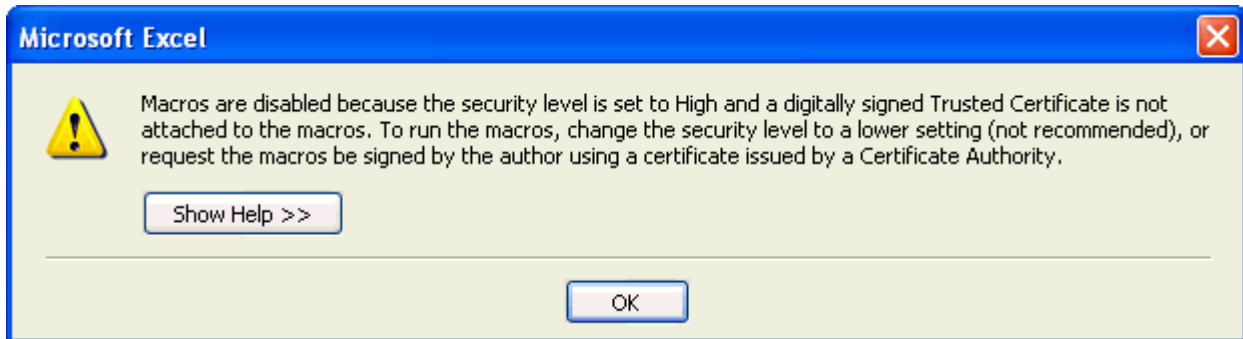 Microsoft Excel
Macros are disabled because the security level is set to High and a digitally signed Trusted Certificate is not
attached to the macros. To run the macros, change the security level to a lower setting (not recommended), or
request the macros be signed by the author using a certificate issued by a Certificate Authority.
Show Help >>
OK